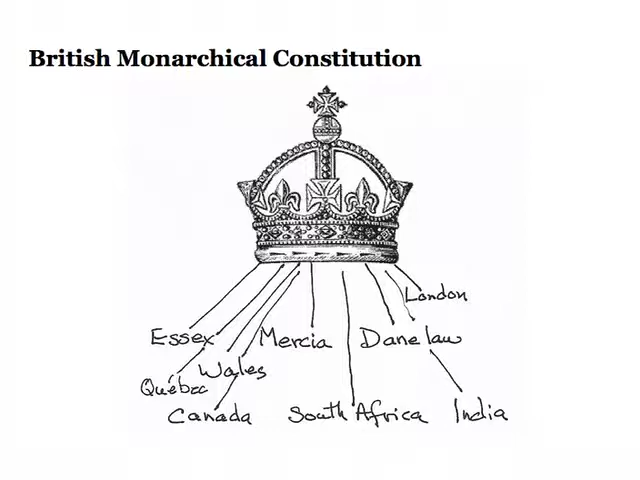 British Monarchical Constitution
London
Essex Mercia Danelaw
Wales
Québec
Canada South Africa India